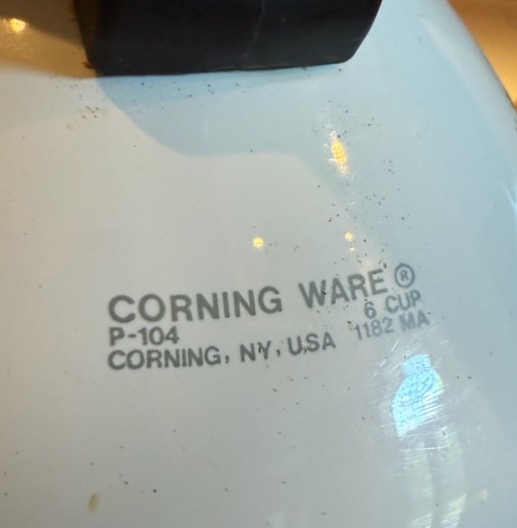 CORNING WARE ®
P-104 6 CUP
CORNING, NY, USA 1182 MA